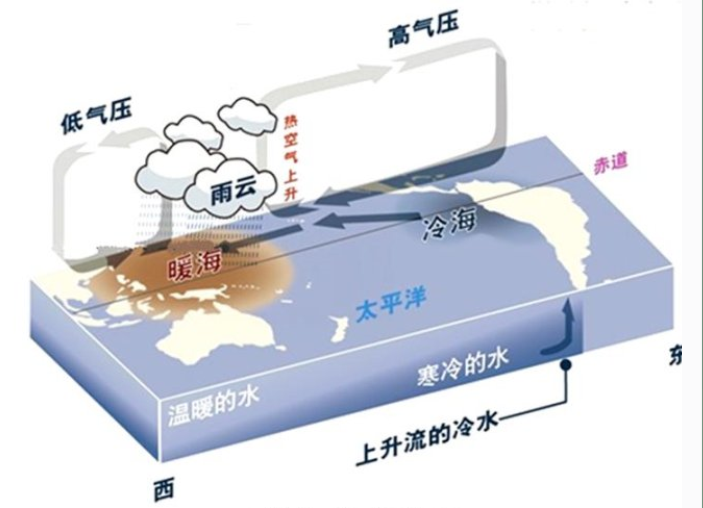 高气压
低气压
热空气上升
赤道
雨云
冷海
暖海
太平洋
东
寒冷的水
温暖的水
上升流的冷水
西